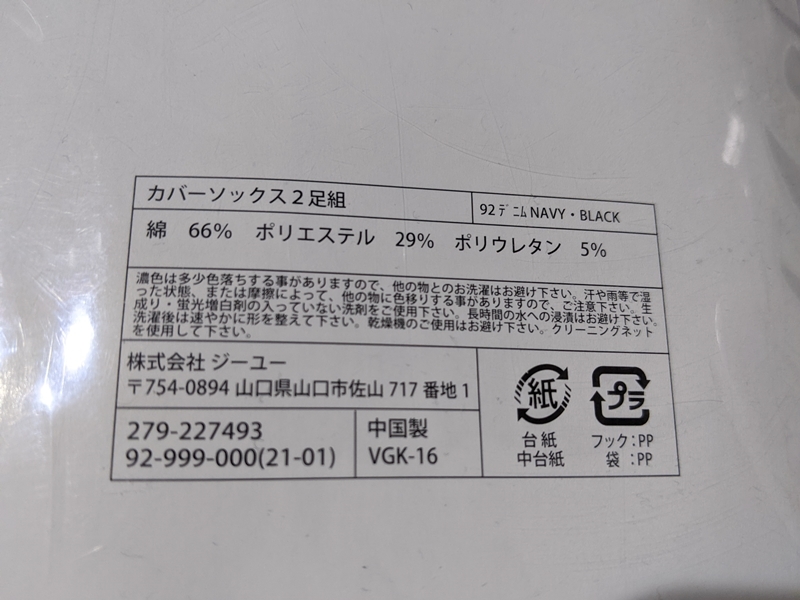 カバーソックス2足組
92ﾃﾞﾆﾑNAVY・BLACK
綿 66% ポリエステル 29% ポリウレタン 5%
濃色は多少色落ちする事がありますので、他の物とのお洗濯はお避け下さい。汗や雨等で湿
った状態、または摩擦によって、他の物に色移りする事がありますので、ご注意下さい。生
成り・蛍光増白剤の入っていない洗剤をご使用下さい。長時間の水への浸漬はお避け下さい。
洗濯後は速やかに形を整えて下さい。乾燥機のご使用はお避け下さい。クリーニングネット
を使用して下さい。
株式会社 ジーユー
〒754-0894 山口県山口市佐山 717 番地 1
279-227493
92-999-000(21-01)
中国製
VGK-16
紙
台紙
中台紙
プラ
フック:PP
袋:PP